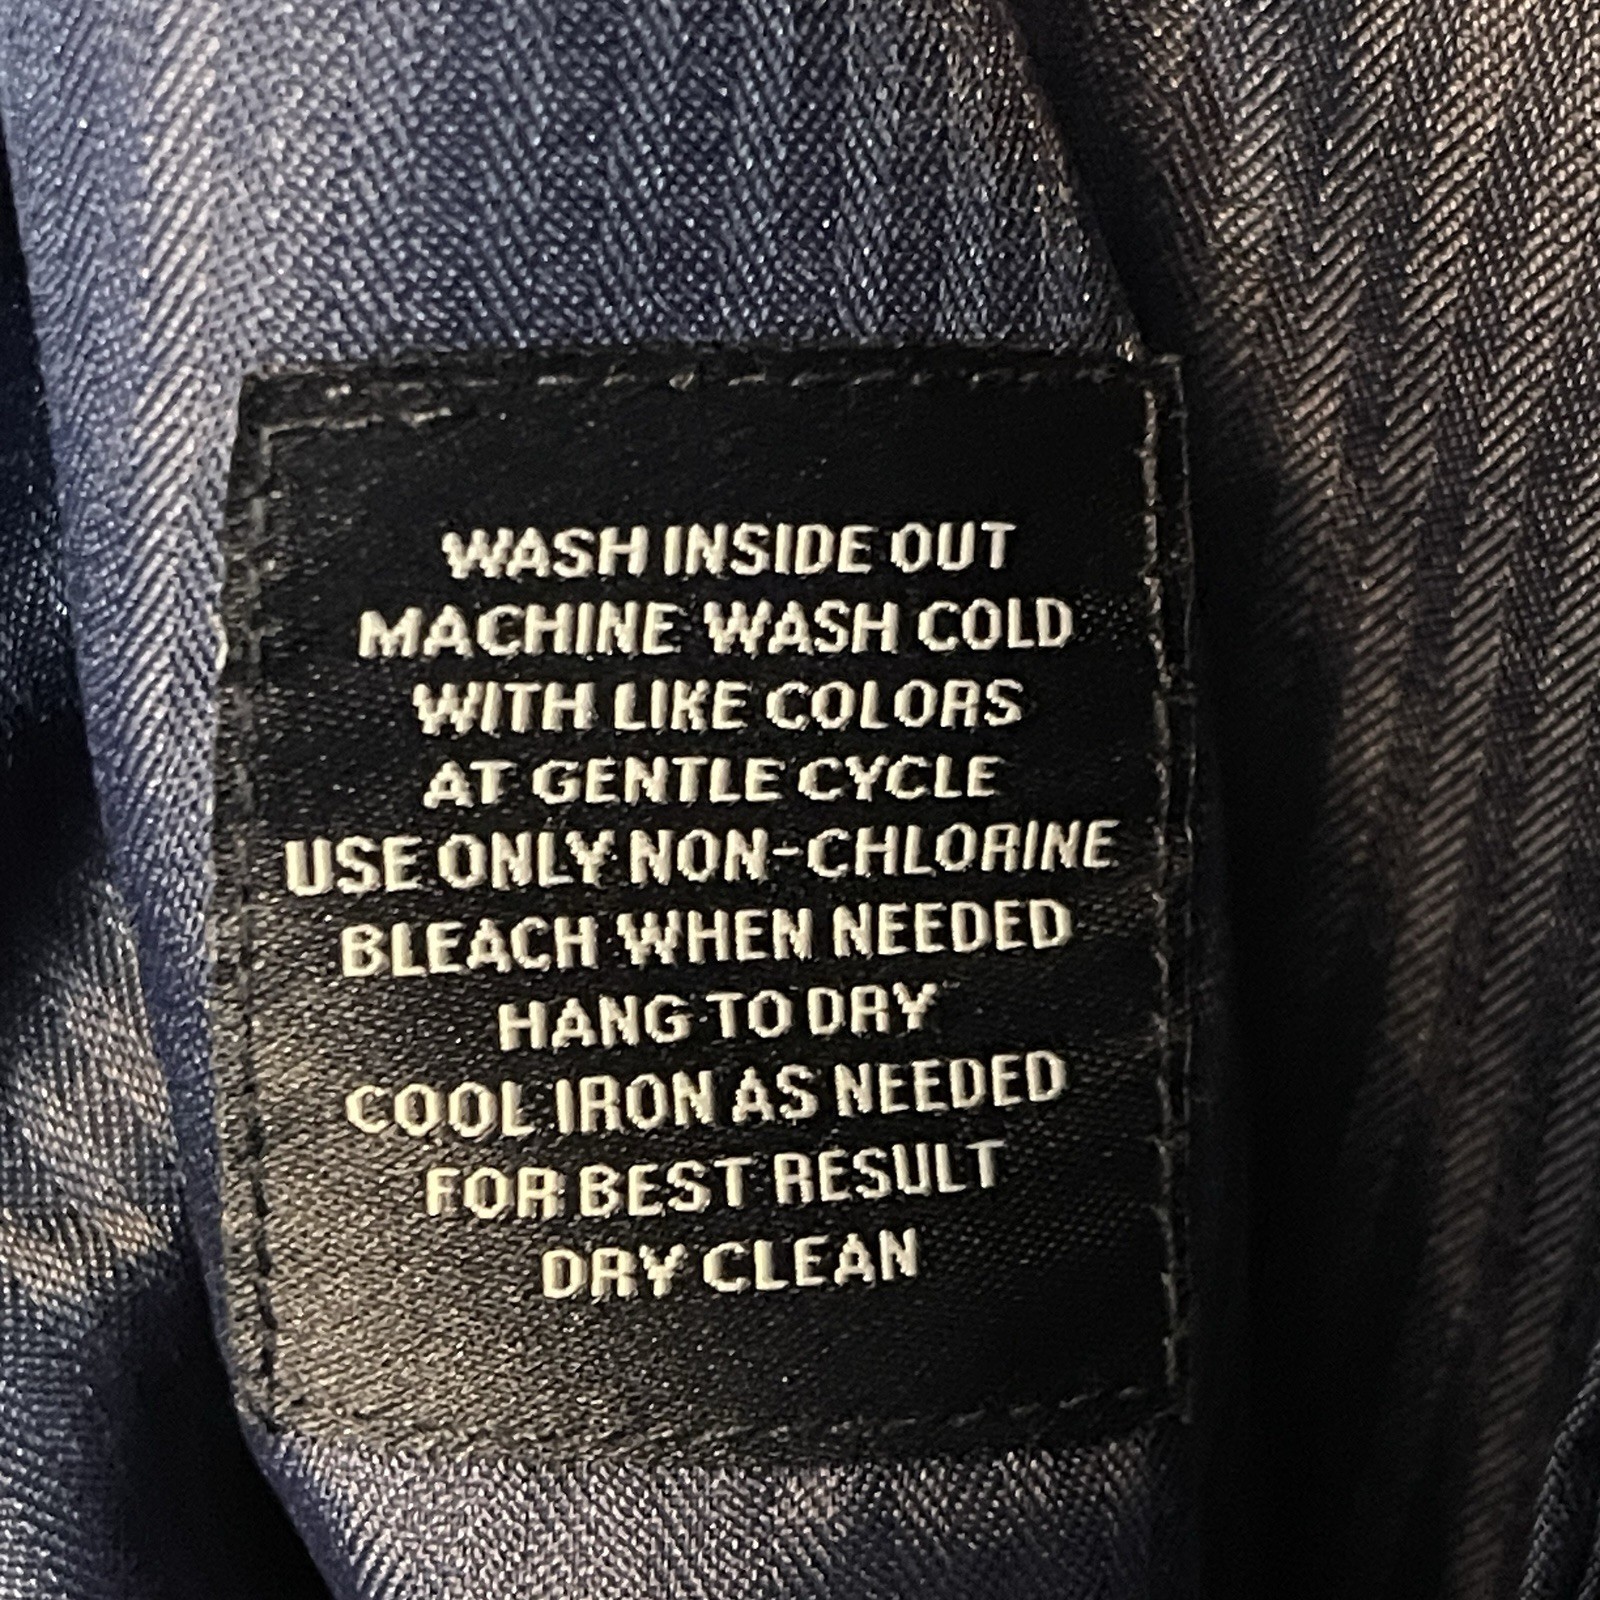 WASH INSIDE OUT
MACHINE WASH COLD
WITH LIKE COLORS
AT GENTLE CYCLE
USE ONLY NON-CHLORINE
BLEACH WHEN NEEDED
HANG TO DRY
COOL IRON AS NEEDED
FOR BEST RESULT
DRY CLEAN